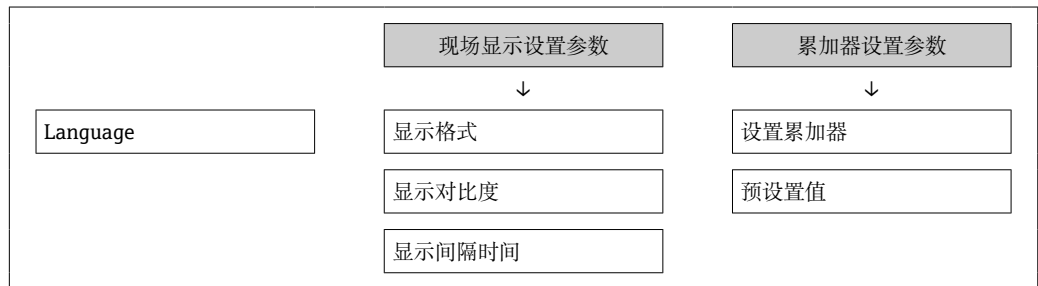 现场显示设置参数
累加器设置参数
↓
↓
Language
显示格式
设置累加器
显示对比度
预设置值
显示间隔时间